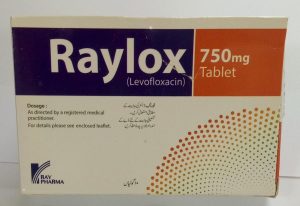 Raylox
(Levofloxacin)
750mg
Tablet
Dosage :
As directed by a registered medical
practitioner.
For details please see enclosed leaflet.
RAY
PHARMA